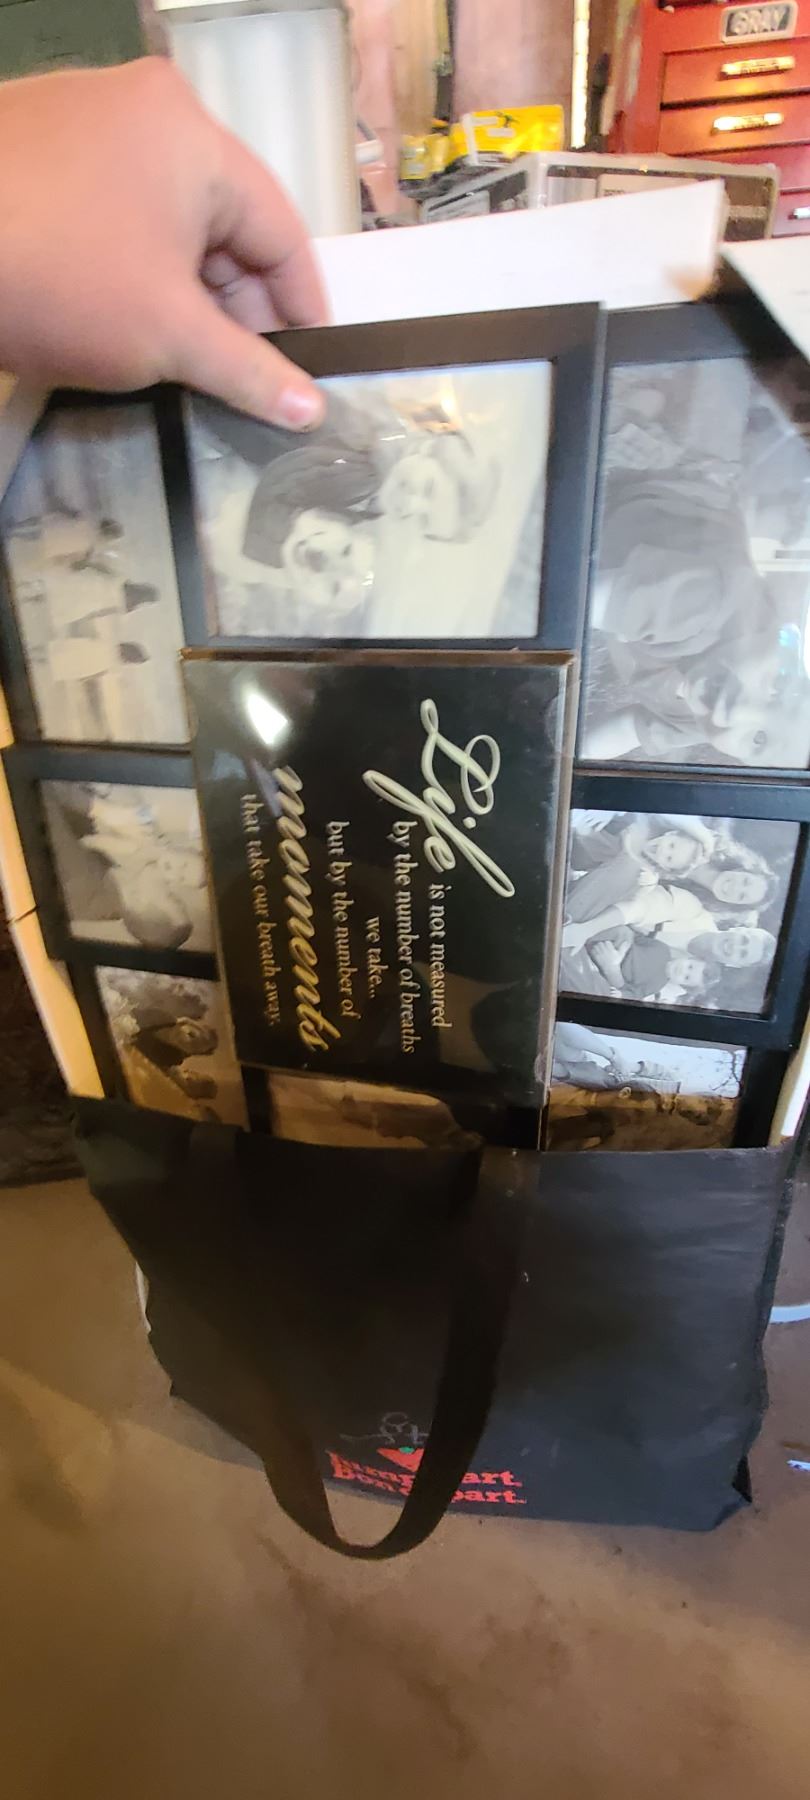 GRAY
Life is not measured
by the number of breaths
we take...
but by the number of
moments
that take our breath away.